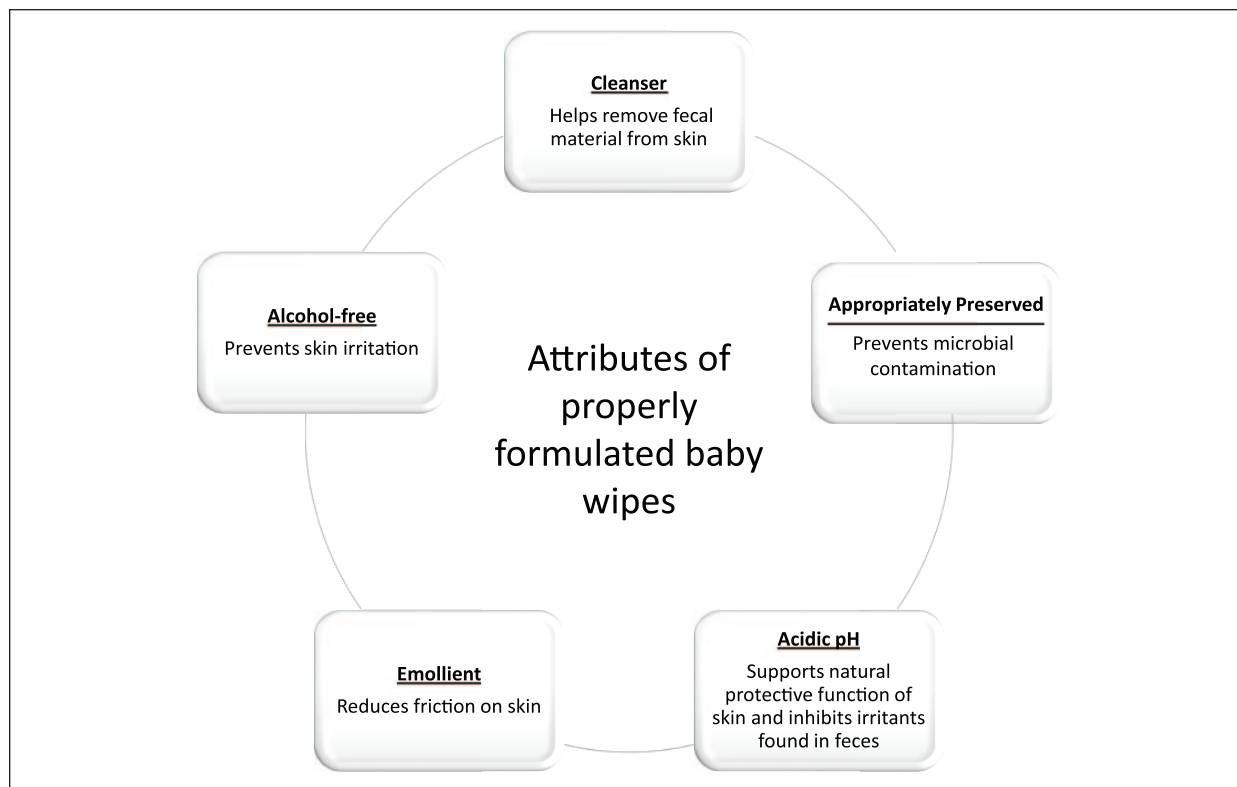 Cleanser
Helps remove fecal
material from skin
Appropriately Preserved
Prevents microbial
contamination
Acidic pH
Supports natural
protective function of
skin and inhibits irritants
found in feces
Emollient
Reduces friction on skin
Alcohol-free
Prevents skin irritation
Attributes of
properly
formulated baby
wipes